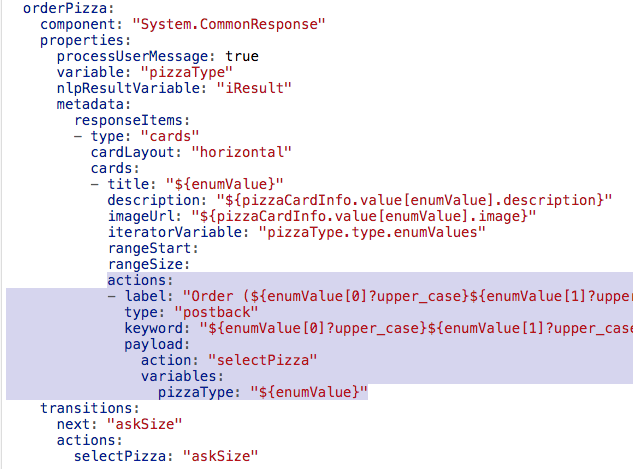 orderPizza:
component: "System.CommonResponse"
properties:
processUserMessage: true
variable: "pizzaType"
nlpResultVariable: "iResult"
metadata:
responseItems:
- type: "cards"
cardLayout: "horizontal"
cards:
- title: "${enumValue}"
description: "${pizzaCardInfo.value[enumValue].description}"
imageUrl: "${pizzaCardInfo.value[enumValue].image}"
iteratorVariable: "pizzaType.type.enumValues"
rangeStart:
rangeSize:
actions:
- label: "Order (${enumValue[0]?upper_case}${enumValue[1]?upper
type: "postback"
keyword: "${enumValue[0]?upper_case}${enumValue[1]?upper_case
payload:
action: "selectPizza"
variables:
pizzaType: "${enumValue}"
transitions:
next: "askSize"
actions:
selectPizza: "askSize"